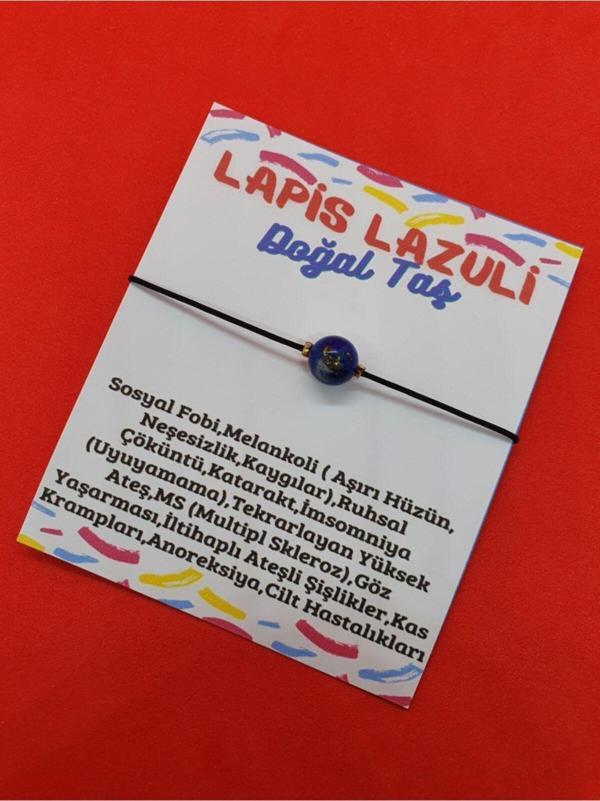 LAPİS LAZULİ
Doğal Taş
Sosyal Fobi,Melankoli ( Aşırı Hüzün,
Neşesizlik,Kaygılar),Ruhsal
Çöküntü,Katarakt,İmsomniya
(Uyuyamama),Tekrarlayan Yüksek
Ateş,MS (Multipl Skleroz),Göz
Yaşarması,İltihaplı Ateşli Şişlikler,Kas
Krampları,Anoreksiya,Cilt Hastalıkları